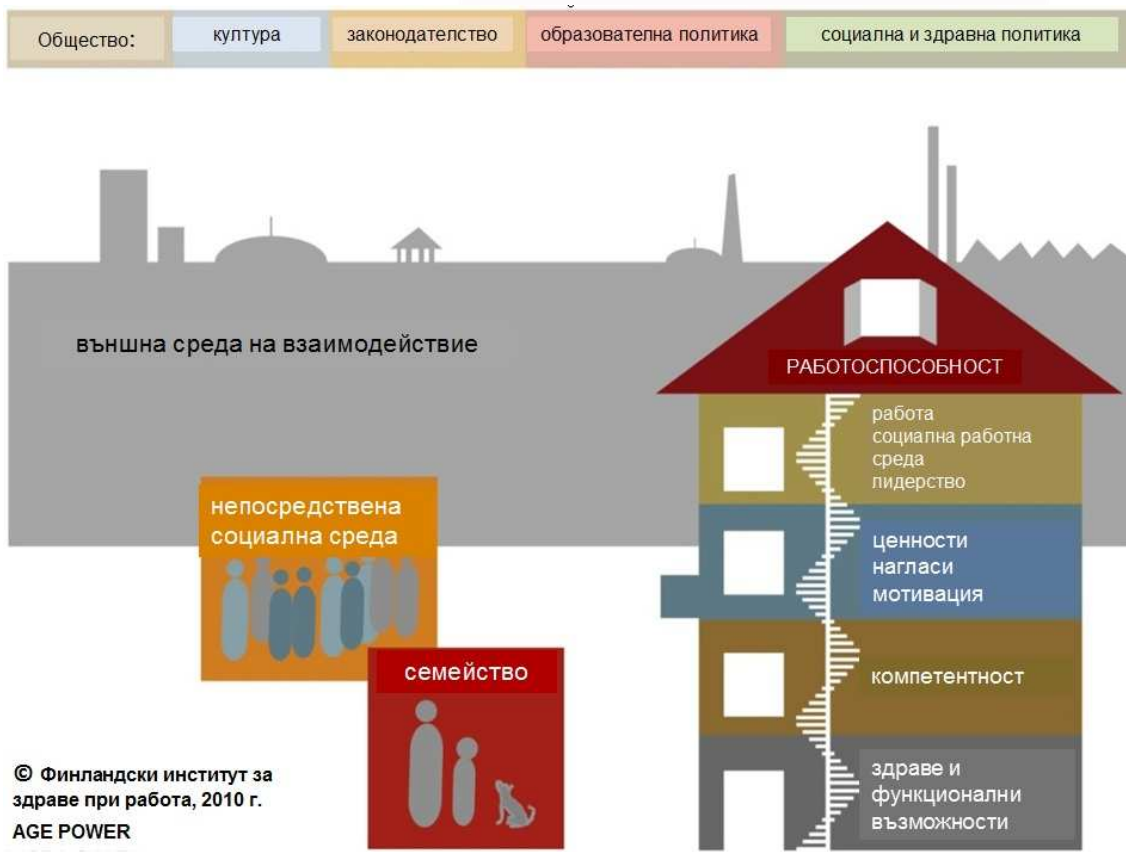 Общество: култура законодателство образователна политика социална и здравна политика
външна среда на взаимодействие
РАБОТОСПОСОБНОСТ
работа
социална работна
среда
лидерство
непосредствена
социална среда
ценности
нагласи
мотивация
семейство
компетентност
здраве и
функционални
възможности
© Финландски институт за
здраве при работа, 2010 г.
AGE POWER